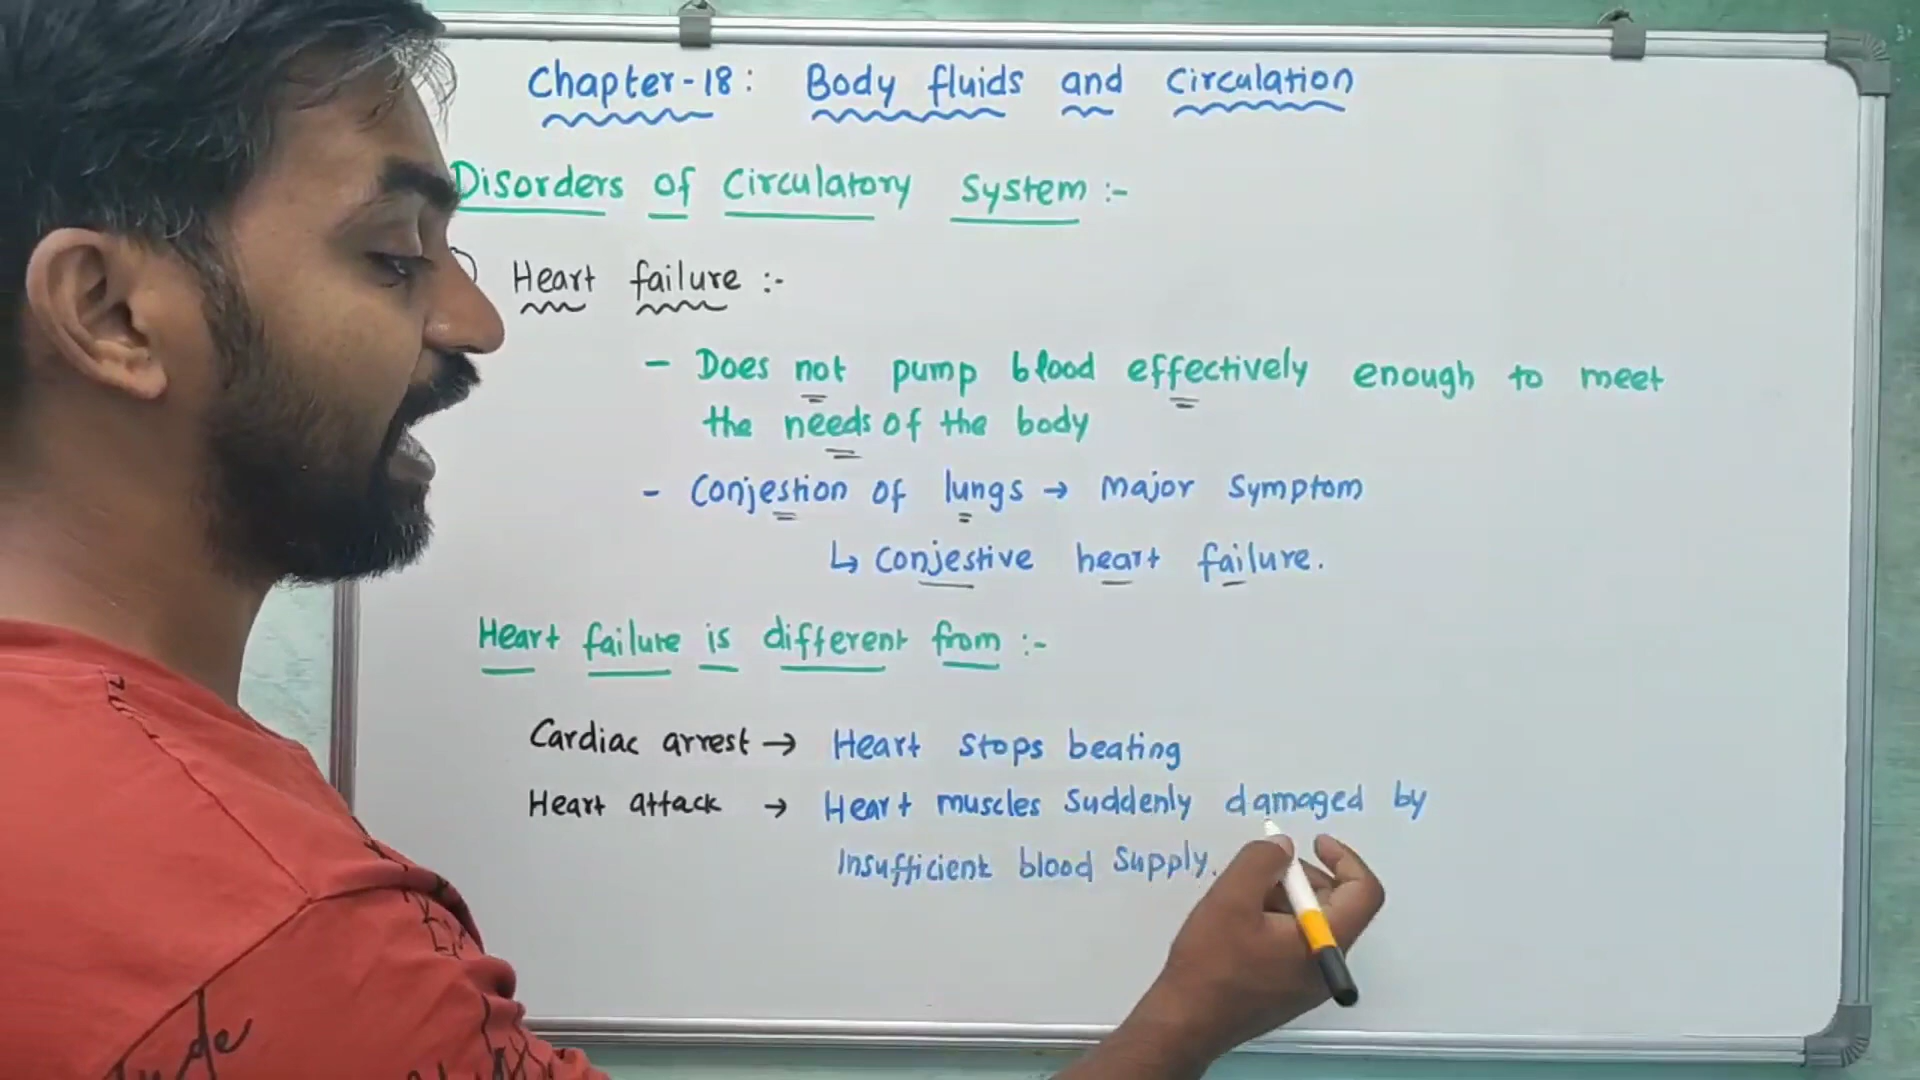 Chapter-18: Body fluids and Circulation
Disorders of Circulatory System :-
Heart failure :-
- Does not pump blood effectively enough to meet
the needs of the body
- Conjestion of lungs → Major Symptom
↳ Conjestive heart failure.
Heart failure is different from :-
Cardiac arrest → Heart stops beating
Heart attack → Heart muscles Suddenly damaged by
Insufficient blood Supply.